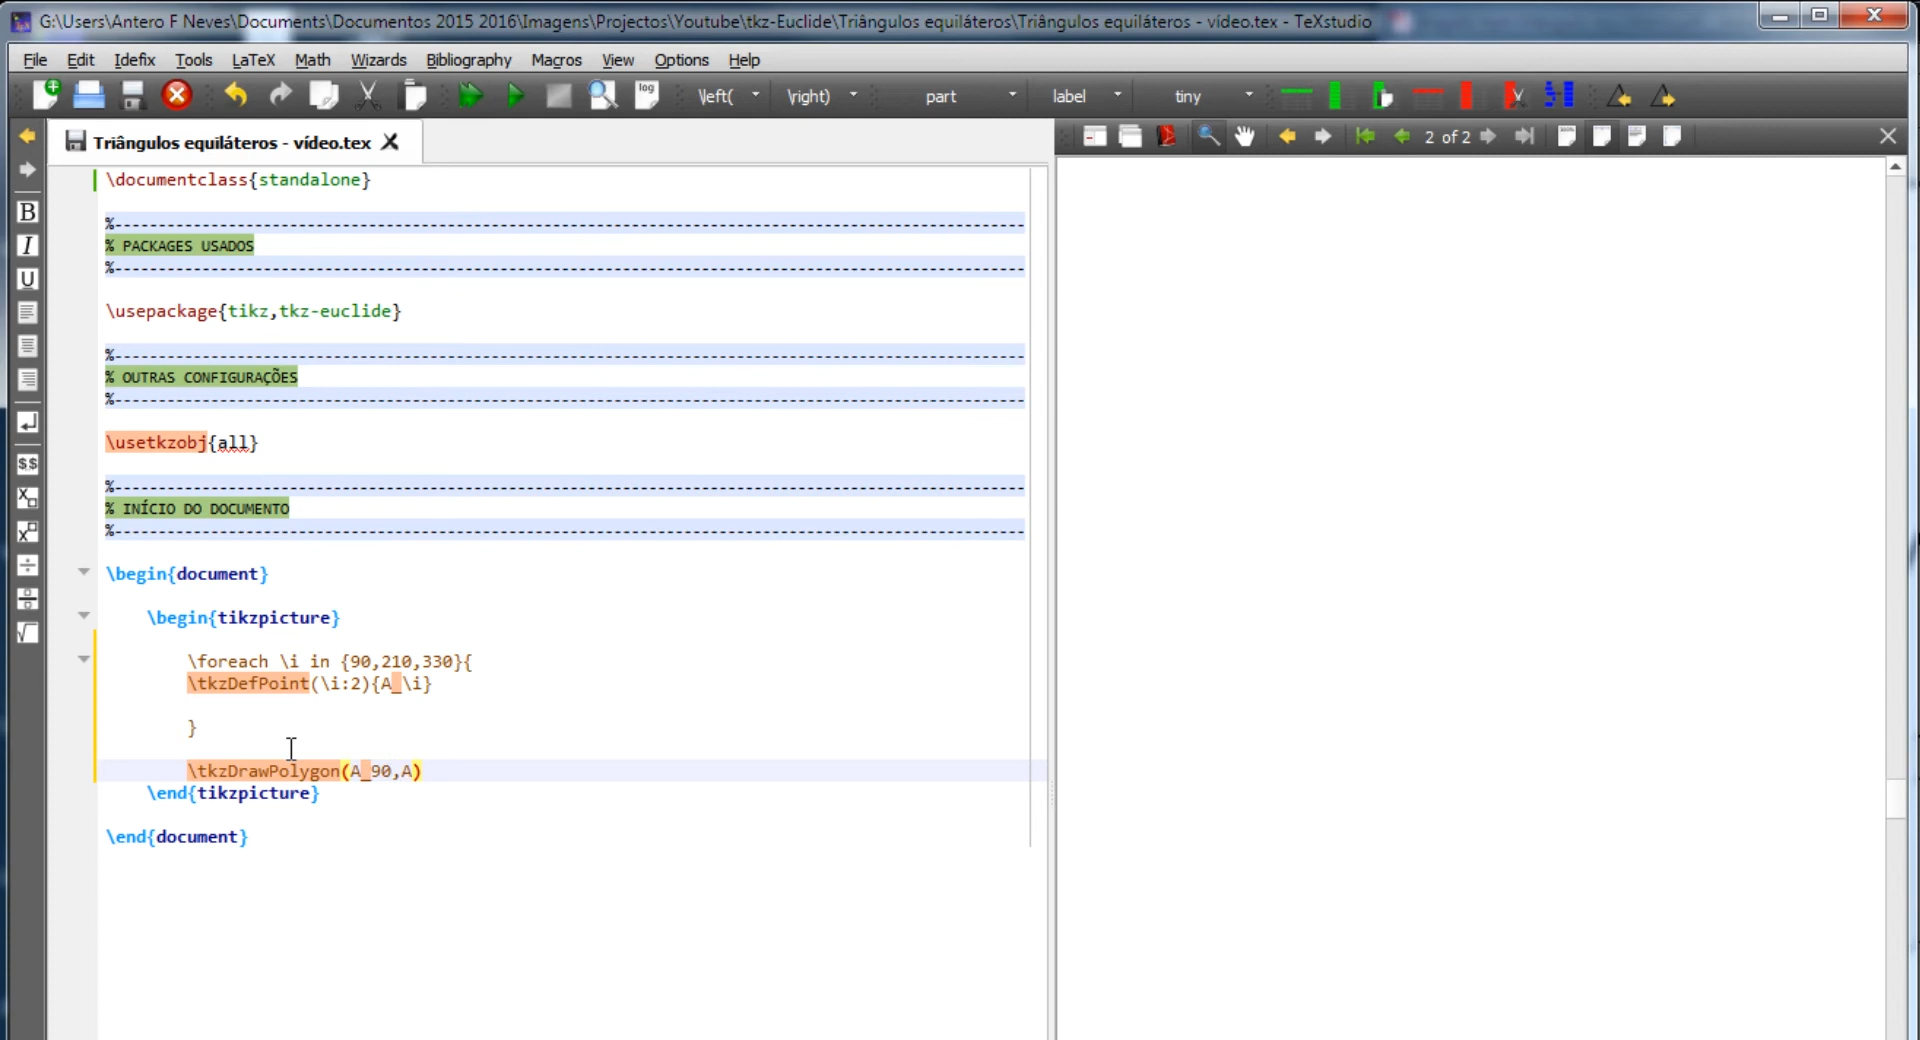 G:\Users\Antero F Neves\Documents\Documentos 2015 2016\Imagens\Projectos\Youtube\tkz-Euclide\Triângulos equiláteros\Triângulos equiláteros - vídeo.tex - TeXstudio
File Edit Idefix Tools LaTeX Math Wizards Bibliography Macros View Options Help
log \left( \right) part label tiny
Triângulos equiláteros - vídeo.tex
2 of 2
B
I
U
$$
\documentclass{standalone}
%----------------------------------------------------------------------------------------------------------
% PACKAGES USADOS
%----------------------------------------------------------------------------------------------------------
\usepackage{tikz,tkz-euclide}
%----------------------------------------------------------------------------------------------------------
% OUTRAS CONFIGURAÇÕES
%----------------------------------------------------------------------------------------------------------
\usetkzobj{all}
%----------------------------------------------------------------------------------------------------------
% INÍCIO DO DOCUMENTO
%----------------------------------------------------------------------------------------------------------
\begin{document}
\begin{tikzpicture}
\foreach \i in {90,210,330}{
\tkzDefPoint(\i:2){A_\i}
}
\tkzDrawPolygon(A_90,A)
\end{tikzpicture}
\end{document}